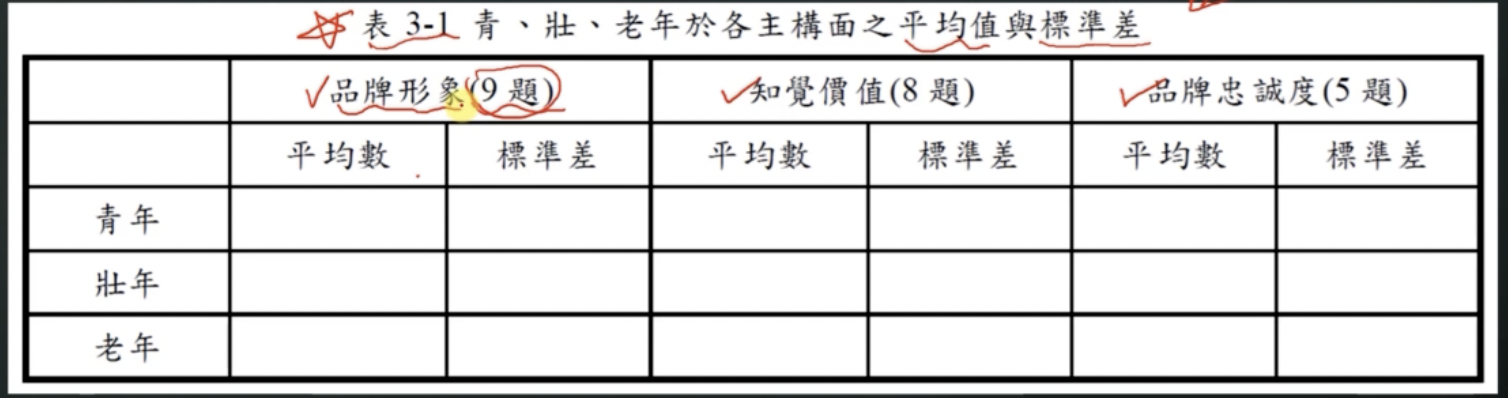 表 3-1 青、壯、老年於各主構面之平均值與標準差
品牌形象(9 題) 知覺價值(8 題) 品牌忠誠度(5 題)
平均數 標準差 平均數 標準差 平均數 標準差
青年
壯年
老年